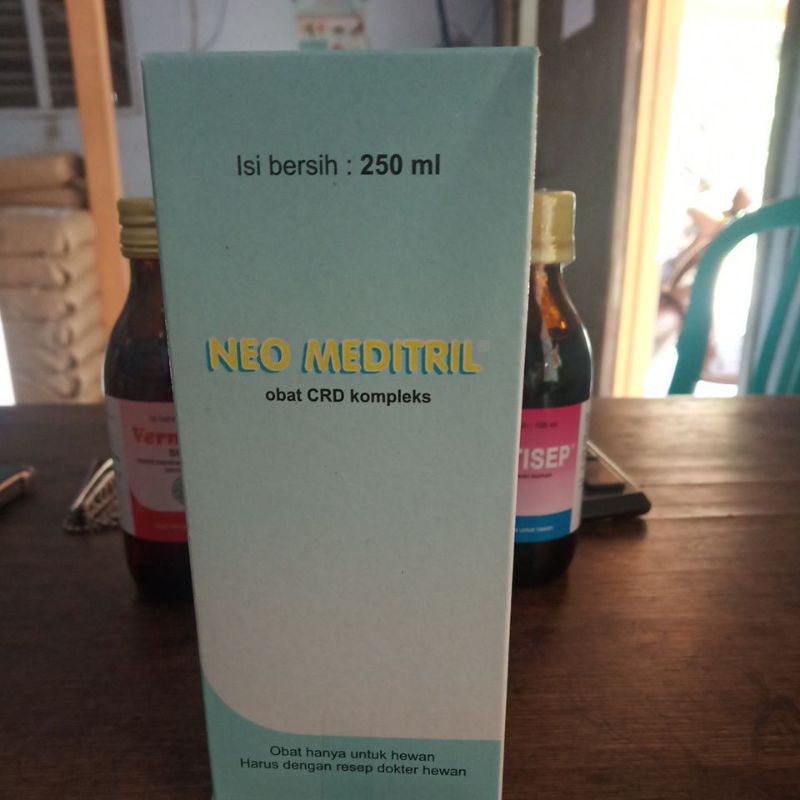 Isi bersih : 250 ml
NEO MEDITRIL®
obat CRD kompleks
Obat hanya untuk hewan
Harus dengan resep dokter hewan
Vern
TISEP